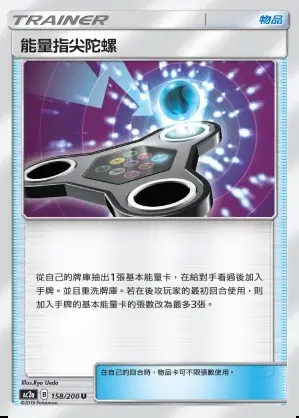 TRAINER 物品
能量指尖陀螺
從自己的牌庫抽出1張基本能量卡，在給對手看過後加入
手牌。並且重洗牌庫。若在後攻玩家的最初回合使用，則
加入手牌的基本能量卡的張數改為最多3張。
Illus.Kyo Ueda
在自己的回合時，物品卡可不限張數使用。
AC2a B 158/200 U
©2019 Pokémon